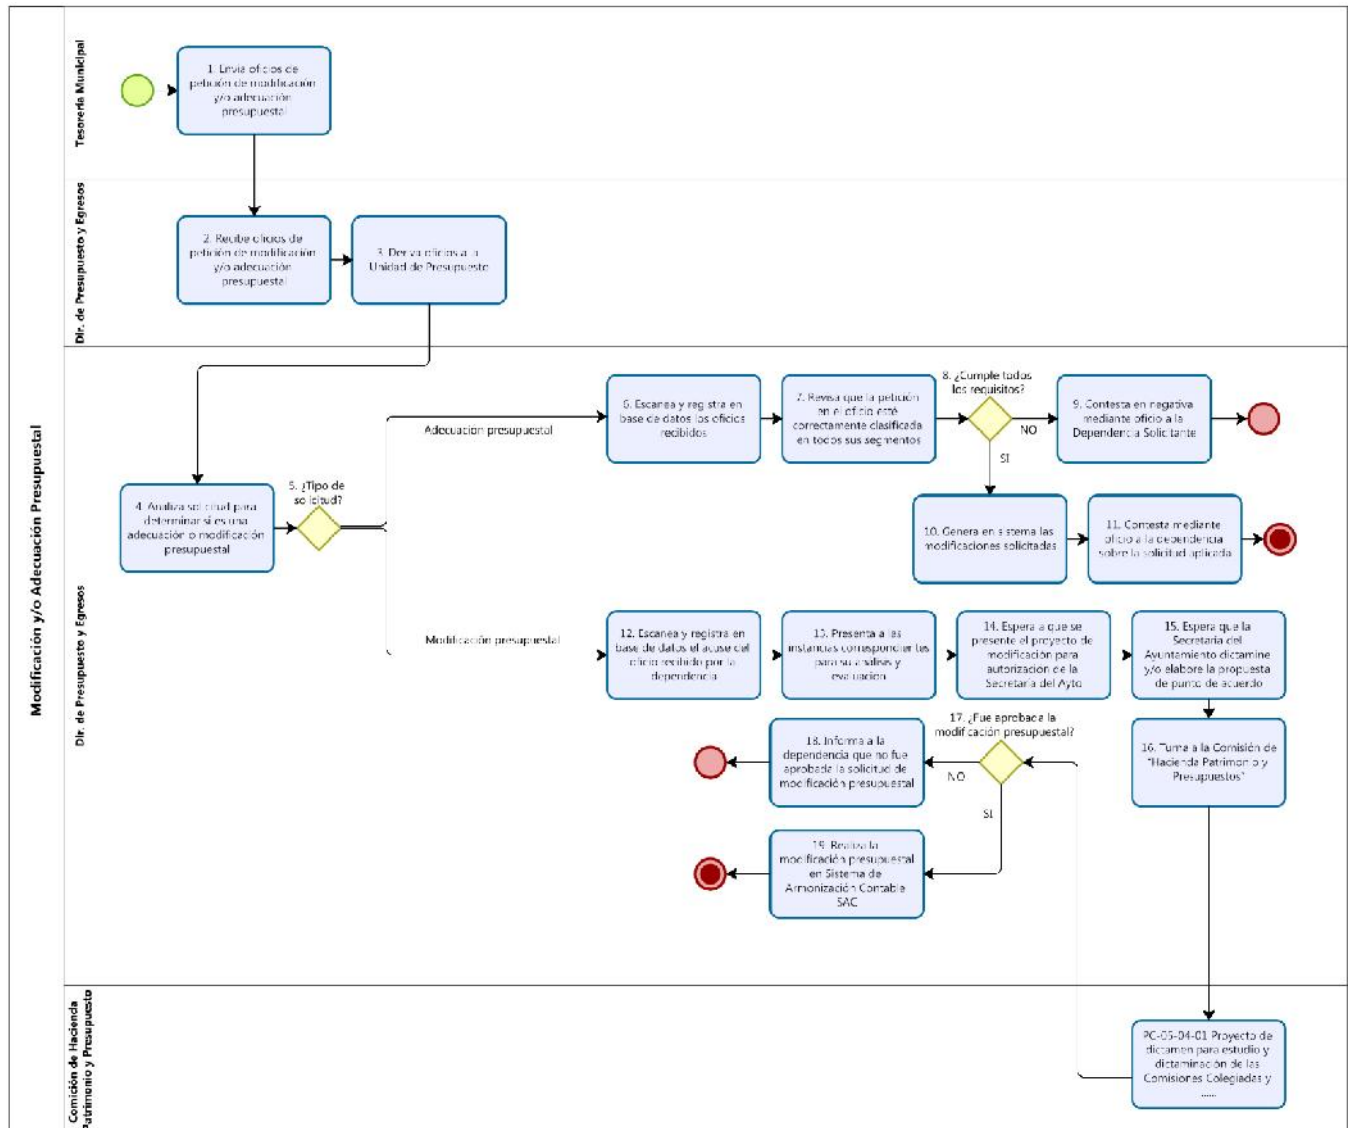 Modificación y/o Adecuación Presupuestal
Tesorería Municipal
1. Envía oficios de
petición de modificación
y/o adecuación
presupuestal
Dir. de Presupuesto y Egresos
2. Recibe oficios de
petición de modificación
y/o adecuación
presupuestal
3. Deriva oficios a la
Unidad de Presupuesto
Dir. de Presupuesto y Egresos
4. Analiza solicitud para
determinar si es una
adecuación o modificación
presupuestal
5. ¿Tipo de
solicitud?
Adecuación presupuestal
6. Escanea y registra en
base de datos los oficios
recibidos
7. Revisa que la petición
en el oficio esté
correctamente clasificada
en todos sus segmentos
8. ¿Cumple todos
los requisitos?
NO
SI
9. Contesta en negativa
mediante oficio a la
Dependencia Solicitante
10. Genera en sistema las
modificaciones solicitadas
11. Contesta mediante
oficio a la dependencia
sobre la solicitud aplicada
Modificación presupuestal
12. Escanea y registra en
base de datos el acuse del
oficio recibido por la
dependencia
13. Presenta a las
instancias correspondientes
para su análisis y
evaluación
14. Espera a que se
presente el proyecto de
modificación para
autorización de la
Secretaría del Ayto
15. Espera que la
Secretaría del
Ayuntamiento dictamine
y/o elabore la propuesta
de punto de acuerdo
16. Turna a la Comisión de
"Hacienda Patrimonio y
Presupuestos"
17. ¿Fue aprobada la
modificación presupuestal?
NO
SI
18. Informa a la
dependencia que no fue
aprobada la solicitud de
modificación presupuestal
19. Realiza la
modificación presupuestal
en Sistema de
Armonización Contable
SAC
Comición de Hacienda
Patrimonio y Presupuesto
PC-05-04-01 Proyecto de
dictamen para estudio y
dictaminación de las
Comisiones Colegiadas y
......